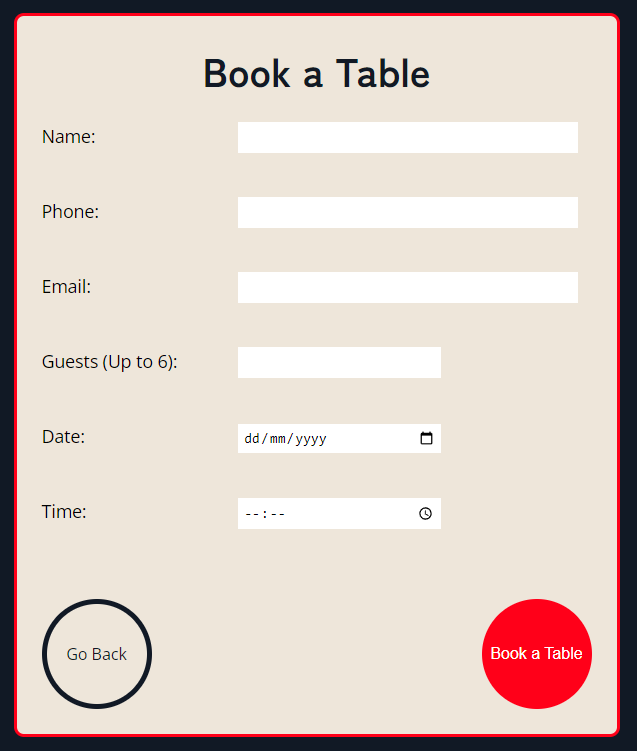 Book a Table
Name:
Phone:
Email:
Guests (Up to 6):
Date: dd/mm/yyyy
Time: --:--
Go Back Book a Table